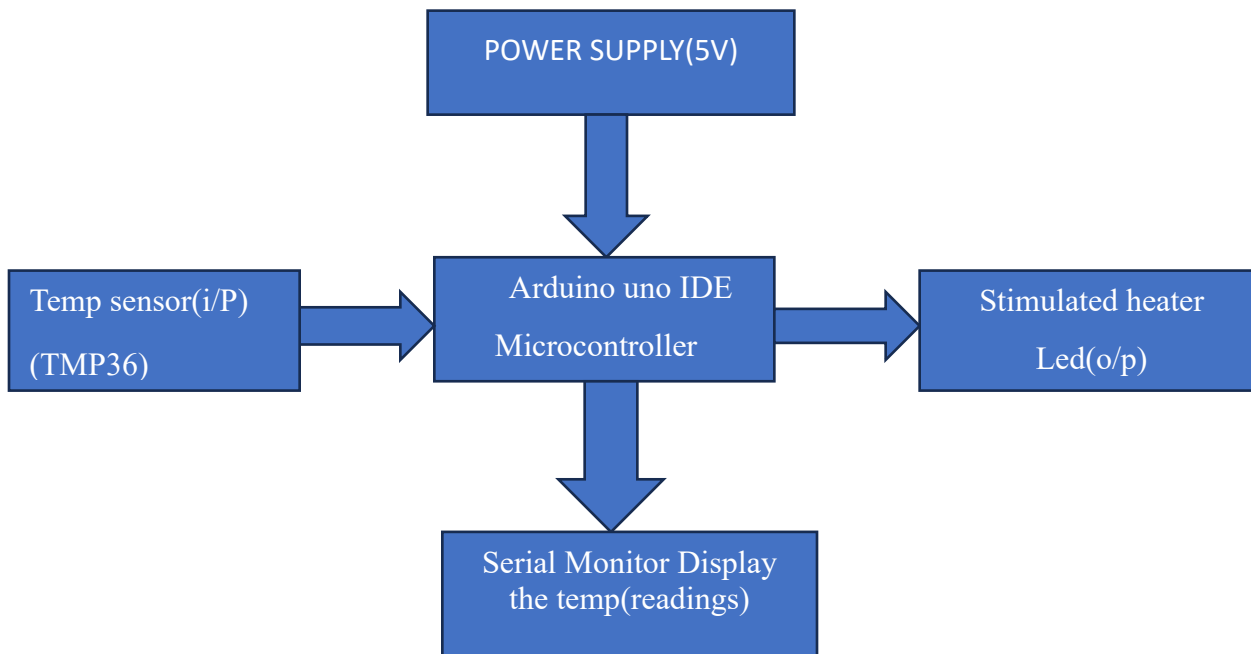 POWER SUPPLY(5V)
Temp sensor(i/P)
(TMP36)
Arduino uno IDE
Microcontroller
Stimulated heater
Led(o/p)
Serial Monitor Display
the temp(readings)